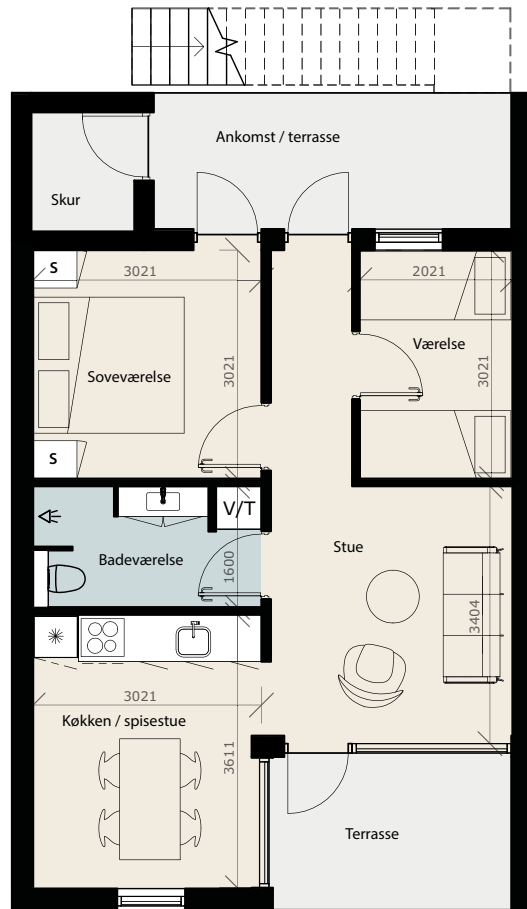 Ankomst / terrasse
Skur
S
3021
2021
Soveværelse
3021
Værelse
3021
S
V/T
Badeværelse
1600
Stue
3404
3021
Køkken / spisestue
3611
Terrasse